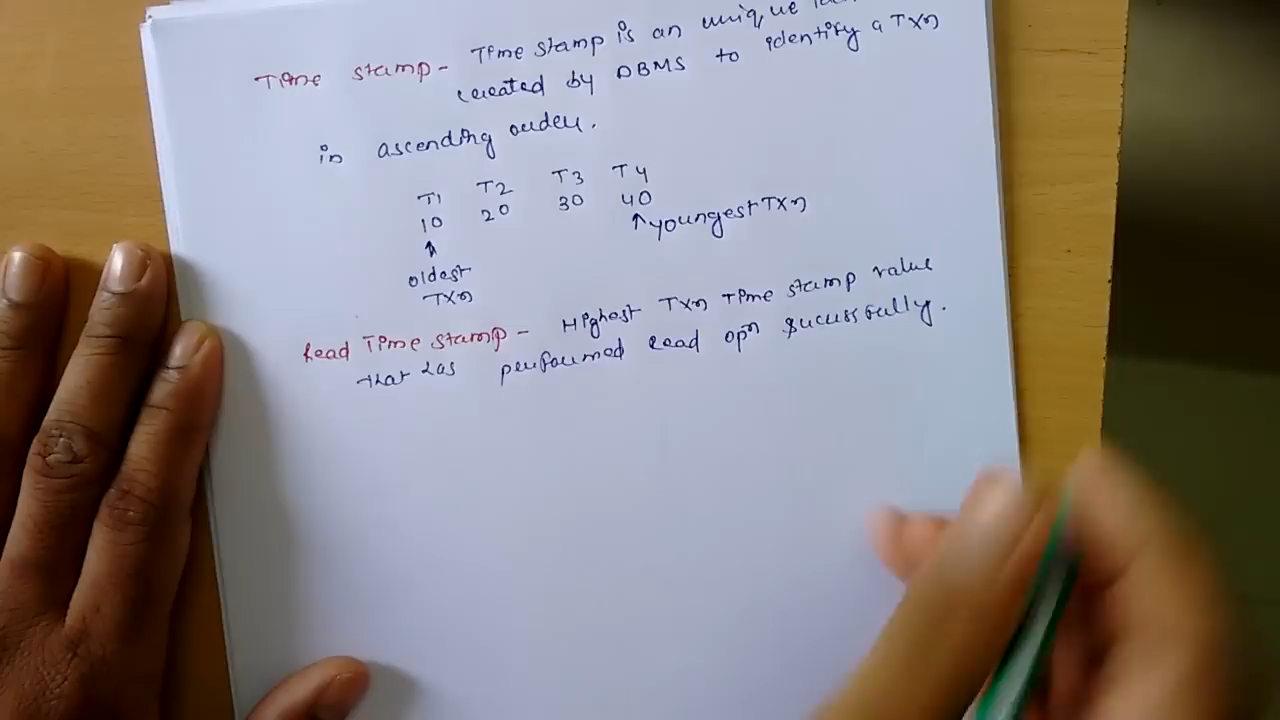 Time stamp - Time stamp is an unique
created by DBMS to identify a Txn
in ascending order.
T1 T2 T3 T4
10 20 30 40
↑ ↑ youngest Txn
oldest
Txn
Read Time stamp - Highest Txn Time stamp value
that has performed read opn sucussfully.